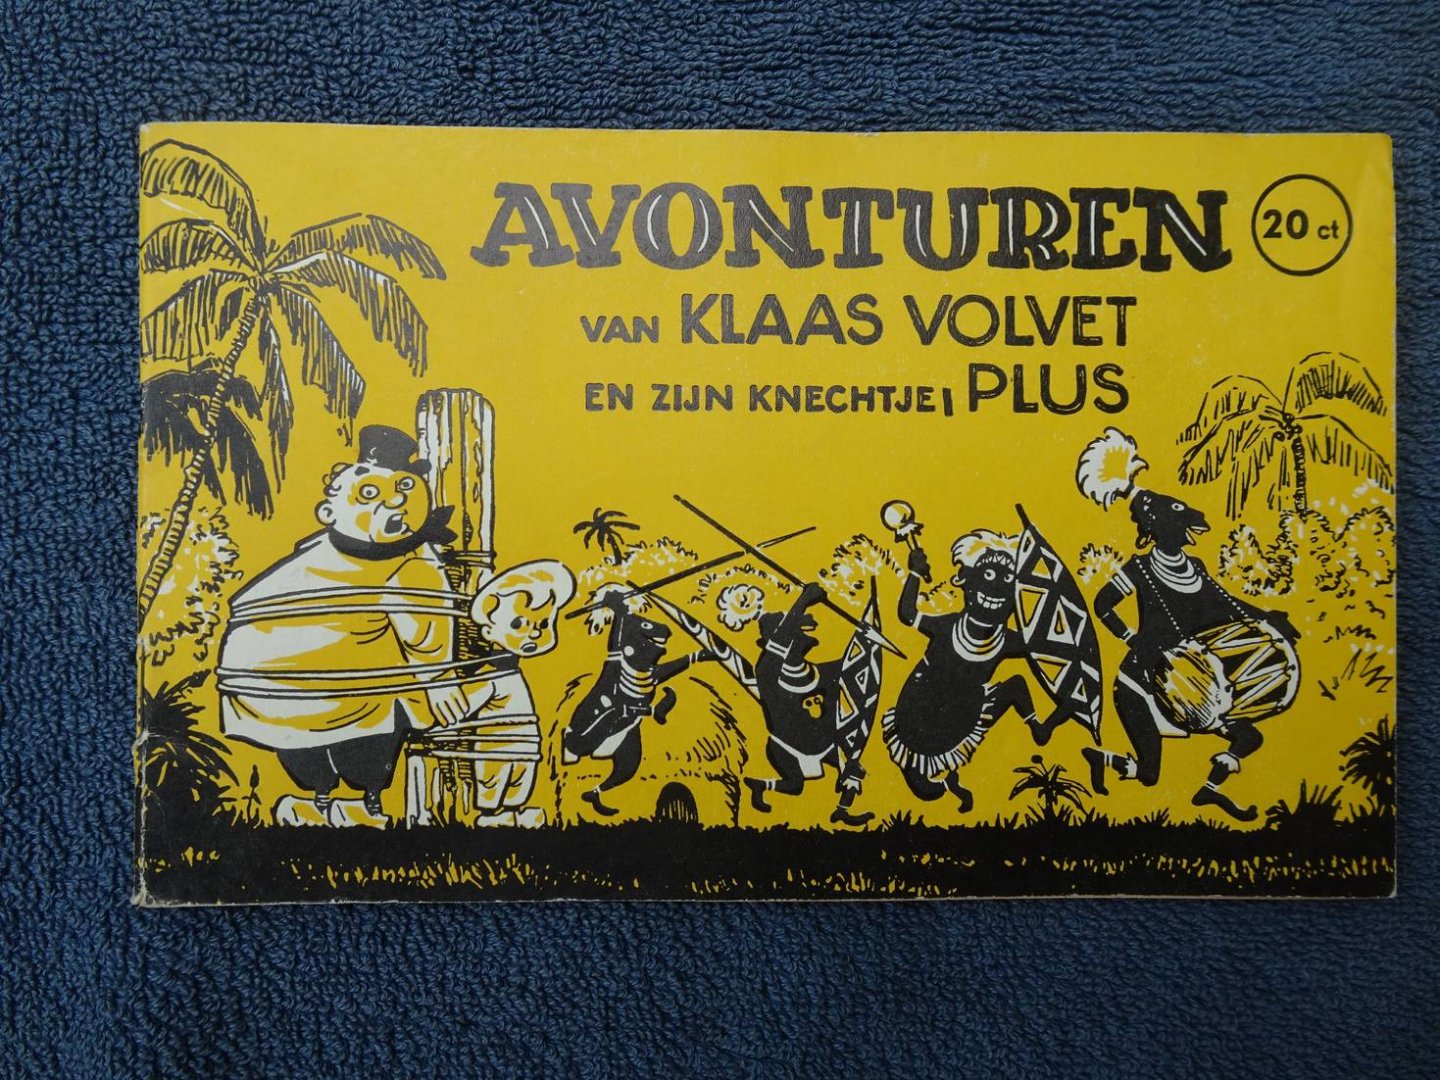 AVONTUREN
20 ct
VAN KLAAS VOLVET
EN ZIJN KNECHTJE, PLUS